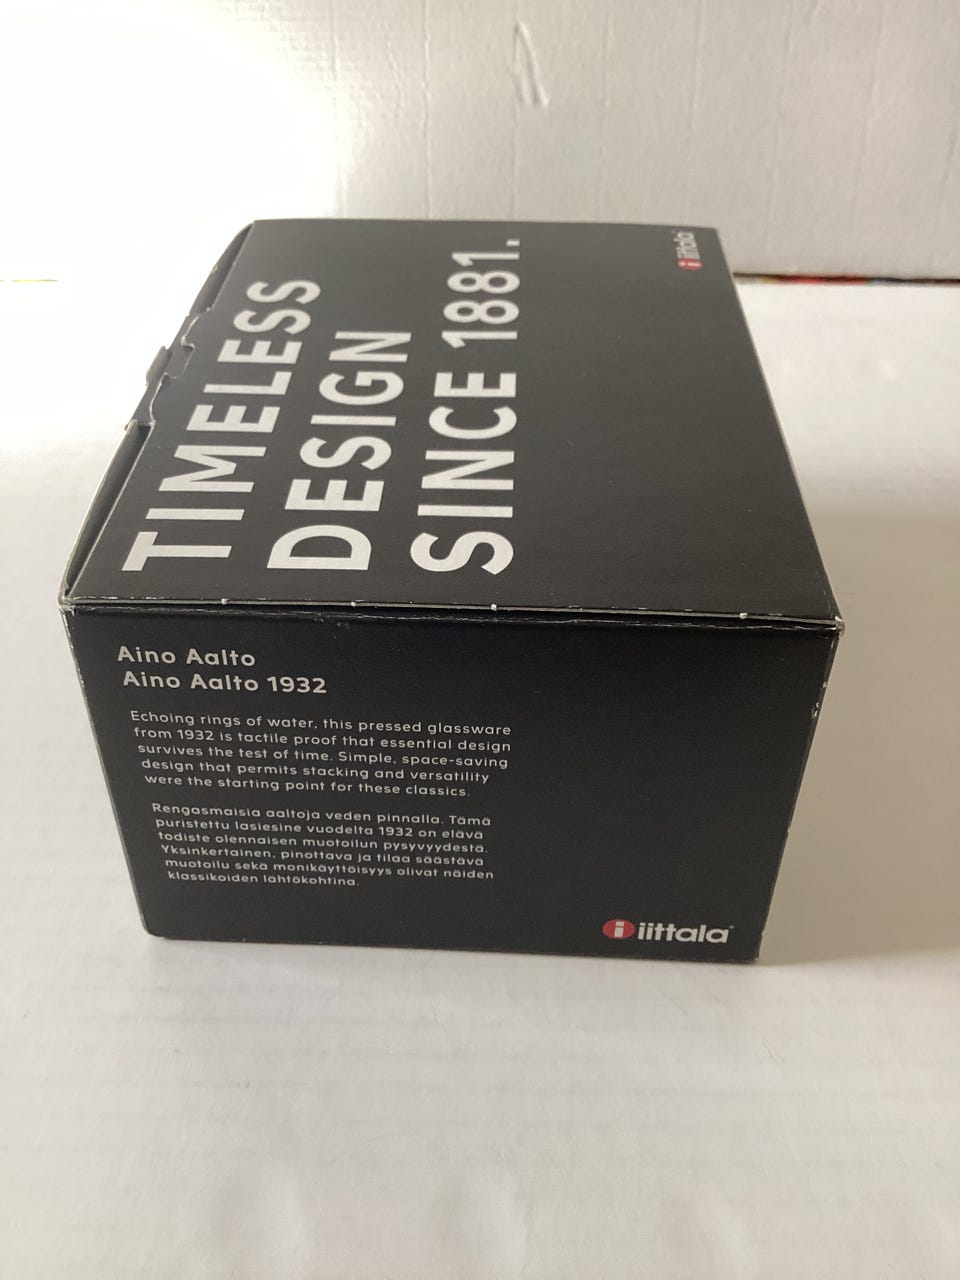 TIMELESS
DESIGN
SINCE 1881.
iittala
Aino Aalto
Aino Aalto 1932
Echoing rings of water, this pressed glassware
from 1932 is tactile proof that essential design
survives the test of time. Simple, space-saving
design that permits stacking and versatility
were the starting point for these classics.
Rengasmaisia aaltoja veden pinnalla. Tämä
puristettu lasiesine vuodelta 1932 on elävä
todiste olennaisen muotoilun pysyvyydestä.
Yksinkertainen, pinottava ja tilaa säästävä
muotoilu sekä monikäyttöisyys olivat näiden
klassikoiden lähtökohtina.
i iittala